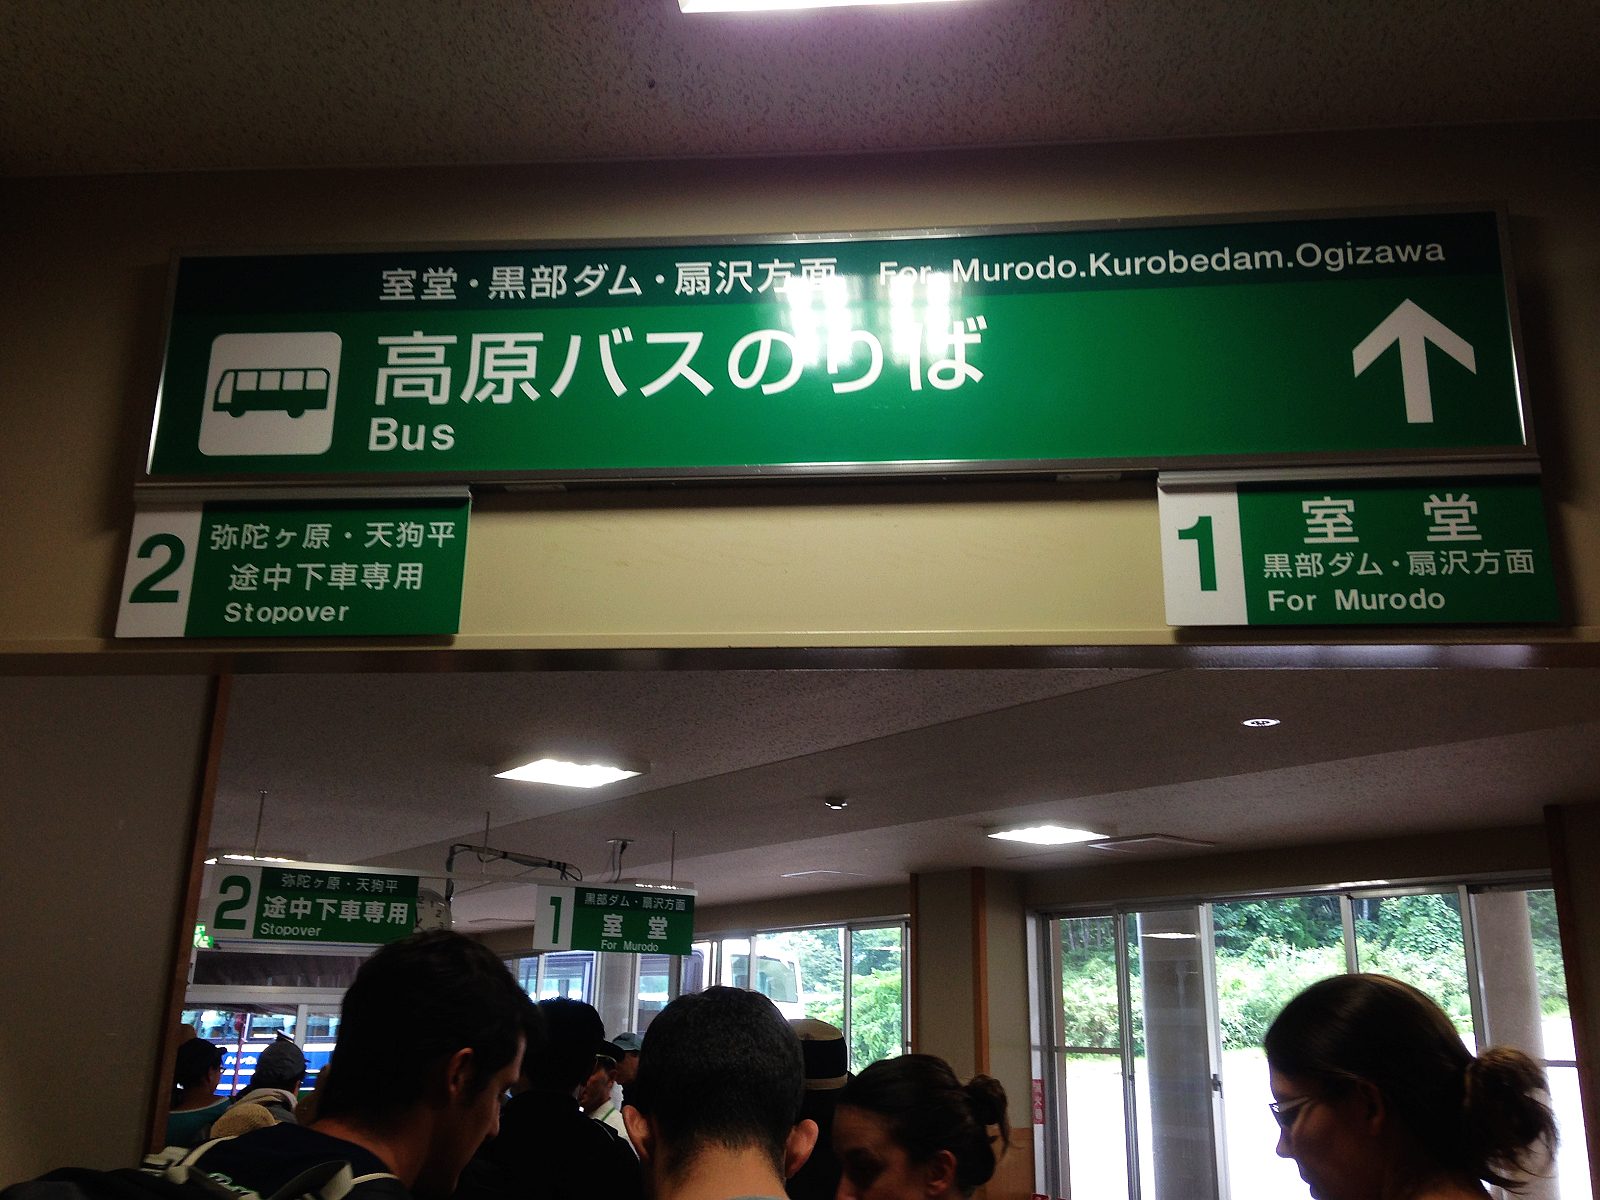 室堂・黒部ダム・扇沢方面 For Murodo.Kurobedam.Ogizawa
高原バスのりば
Bus
2
弥陀ヶ原・天狗平
途中下車専用
Stopover
1
室 堂
黒部ダム・扇沢方面
For Murodo
2
弥陀ヶ原・天狗平
途中下車専用
Stopover
1
黒部ダム・扇沢方面
室 堂
For Murodo